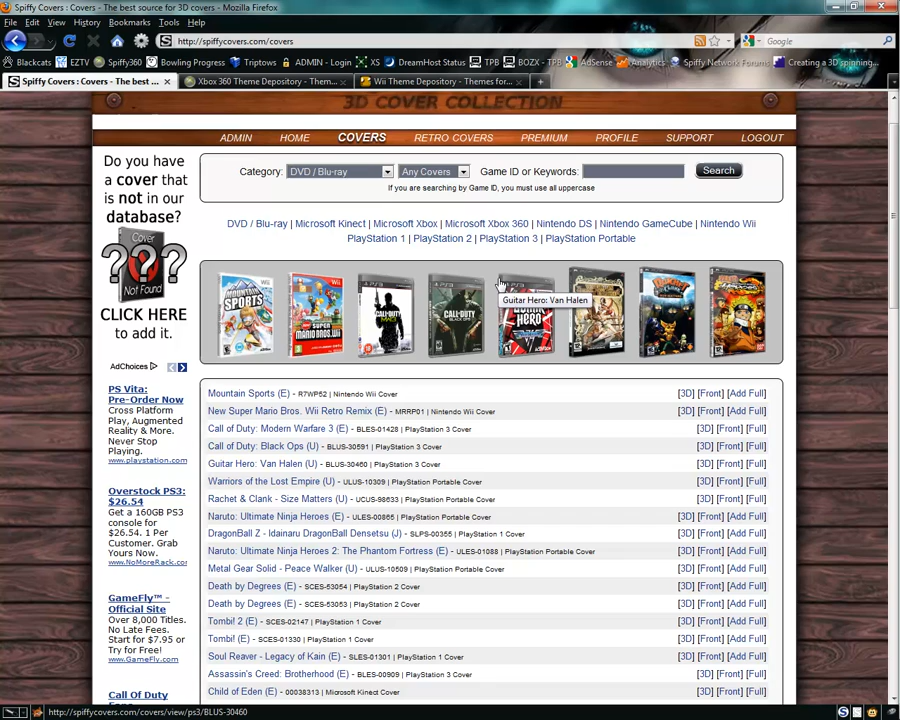 Spiffy Covers : Covers - The best source for 3D covers - Mozilla Firefox
File Edit View History Bookmarks Tools Help
http://spiffycovers.com/covers
Google
Blackcats EZTV Spiffy360 Bowling Progress Triptows ADMIN - Login XS DreamHost Status TPB BOZX - TPB AdSense Analytics Spiffy Network Forums Creating a 3D spinning...
Spiffy Covers : Covers - The best ... Xbox 360 Theme Depository - Them... Wii Theme Depository - Themes for...
3D COVER COLLECTION
ADMIN HOME COVERS RETRO COVERS PREMIUM PROFILE SUPPORT LOGOUT
Do you have
a cover that
is not in our
database?
Cover
???
Not Found
CLICK HERE
to add it.
Category: DVD / Blu-ray Any Covers Game ID or Keywords: Search
If you are searching by Game ID, you must use all uppercase
DVD / Blu-ray | Microsoft Kinect | Microsoft Xbox | Microsoft Xbox 360 | Nintendo DS | Nintendo GameCube | Nintendo Wii
PlayStation 1 | PlayStation 2 | PlayStation 3 | PlayStation Portable
MOUNTAIN SPORTS
Wii
SUPER MARIO BROS. Wii
PS3
MW3
PS3
PS3
GUITAR HERO
Guitar Hero: Van Halen
AdChoices
PS Vita:
Pre-Order Now
Cross Platform
Play, Augmented
Reality & More.
Never Stop
Playing.
www.playstation.com
Overstock PS3:
$26.54
Get a 160GB PS3
console for
$26.54. 1 Per
Customer. Grab
Yours Now.
www.NoMoreRack.com
GameFly™ -
Official Site
Over 8,000 Titles.
No Late Fees.
Start for $7.95 or
Try for Free!
www.GameFly.com
Call Of Duty
Mountain Sports (E) - R7WP52 | Nintendo Wii Cover [3D] [Front] [Add Full]
New Super Mario Bros. Wii Retro Remix (E) - MRRP01 | Nintendo Wii Cover [3D] [Front] [Add Full]
Call of Duty: Modern Warfare 3 (E) - BLES-01428 | PlayStation 3 Cover [3D] [Front] [Full]
Call of Duty: Black Ops (U) - BLUS-30591 | PlayStation 3 Cover [3D] [Front] [Full]
Guitar Hero: Van Halen (U) - BLUS-30460 | PlayStation 3 Cover [3D] [Front] [Full]
Warriors of the Lost Empire (U) - ULUS-10309 | PlayStation Portable Cover [3D] [Front] [Add Full]
Rachet & Clank - Size Matters (U) - UCUS-98633 | PlayStation Portable Cover [3D] [Front] [Add Full]
Naruto: Ultimate Ninja Heroes (E) - ULES-00865 | PlayStation Portable Cover [3D] [Front] [Add Full]
DragonBall Z - Idainaru DragonBall Densetsu (J) - SLPS-00355 | PlayStation 1 Cover [3D] [Front] [Add Full]
Naruto: Ultimate Ninja Heroes 2: The Phantom Fortress (E) - ULES-01088 | PlayStation Portable Cover [3D] [Front] [Add Full]
Metal Gear Solid - Peace Walker (U) - ULUS-10509 | PlayStation Portable Cover [3D] [Front] [Add Full]
Death by Degrees (E) - SCES-53054 | PlayStation 2 Cover [3D] [Front] [Add Full]
Death by Degrees (E) - SCES-53053 | PlayStation 2 Cover [3D] [Front] [Add Full]
Tombi! 2 (E) - SCES-02147 | PlayStation 1 Cover [3D] [Front] [Add Full]
Tombi! (E) - SCES-01330 | PlayStation 1 Cover [3D] [Front] [Add Full]
Soul Reaver - Legacy of Kain (E) - SLES-01301 | PlayStation 1 Cover [3D] [Front] [Add Full]
Assassin's Creed: Brotherhood (E) - BLES-00909 | PlayStation 3 Cover [3D] [Front] [Add Full]
Child of Eden (E) - 00038313 | Microsoft Kinect Cover [3D] [Front] [Add Full]
http://spiffycovers.com/covers/view/ps3/BLUS-30460